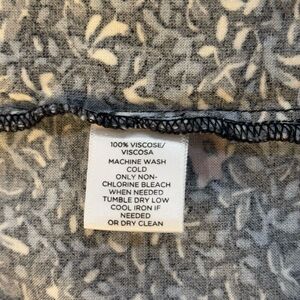 100% VISCOSE/
VISCOSA
MACHINE WASH
COLD
ONLY NON-
CHLORINE BLEACH
WHEN NEEDED
TUMBLE DRY LOW
COOL IRON IF
NEEDED
OR DRY CLEAN